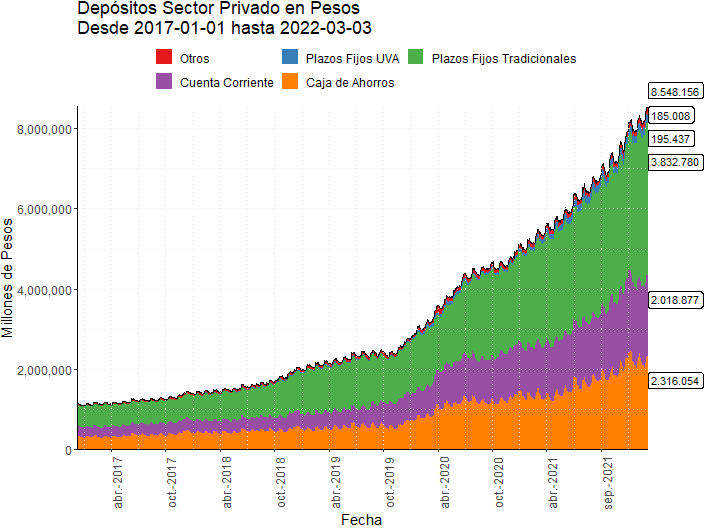 Depósitos Sector Privado en Pesos
Desde 2017-01-01 hasta 2022-03-03
Otros
Plazos Fijos UVA
Plazos Fijos Tradicionales
Cuenta Corriente
Caja de Ahorros
8.548.156
185.008
195.437
3.832.780
2.018.877
2.316.054
Millones de Pesos
8,000,000
6,000,000
4,000,000
2,000,000
0
abr.-2017
oct.-2017
abr.-2018
oct.-2018
abr.-2019
oct.-2019
abr.-2020
oct.-2020
abr.-2021
sep.-2021
Fecha